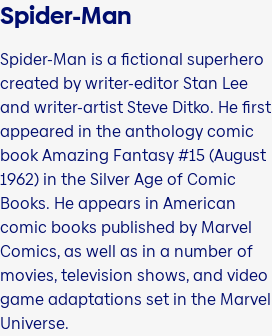 Spider-Man
Spider-Man is a fictional superhero
created by writer-editor Stan Lee
and writer-artist Steve Ditko. He first
appeared in the anthology comic
book Amazing Fantasy #15 (August
1962) in the Silver Age of Comic
Books. He appears in American
comic books published by Marvel
Comics, as well as in a number of
movies, television shows, and video
game adaptations set in the Marvel
Universe.